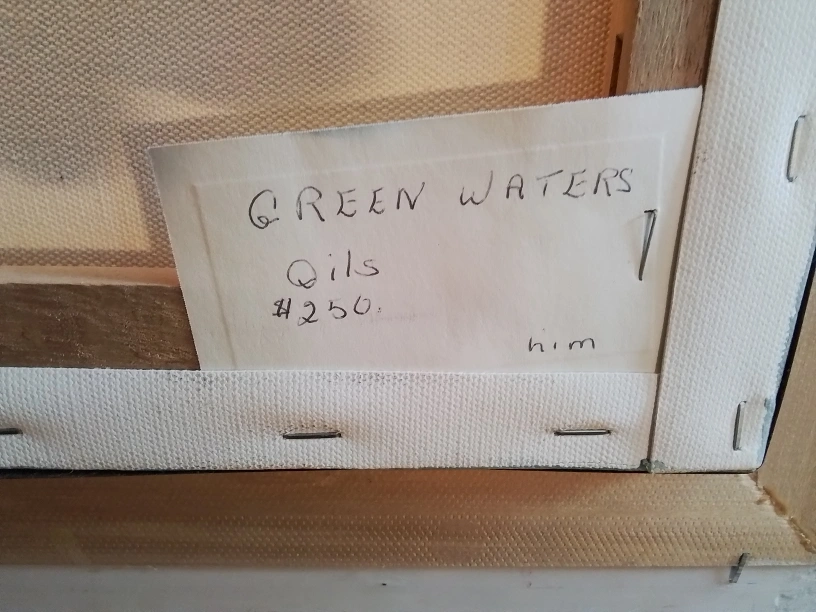 GREEN WATERS
Oils
$250.
him